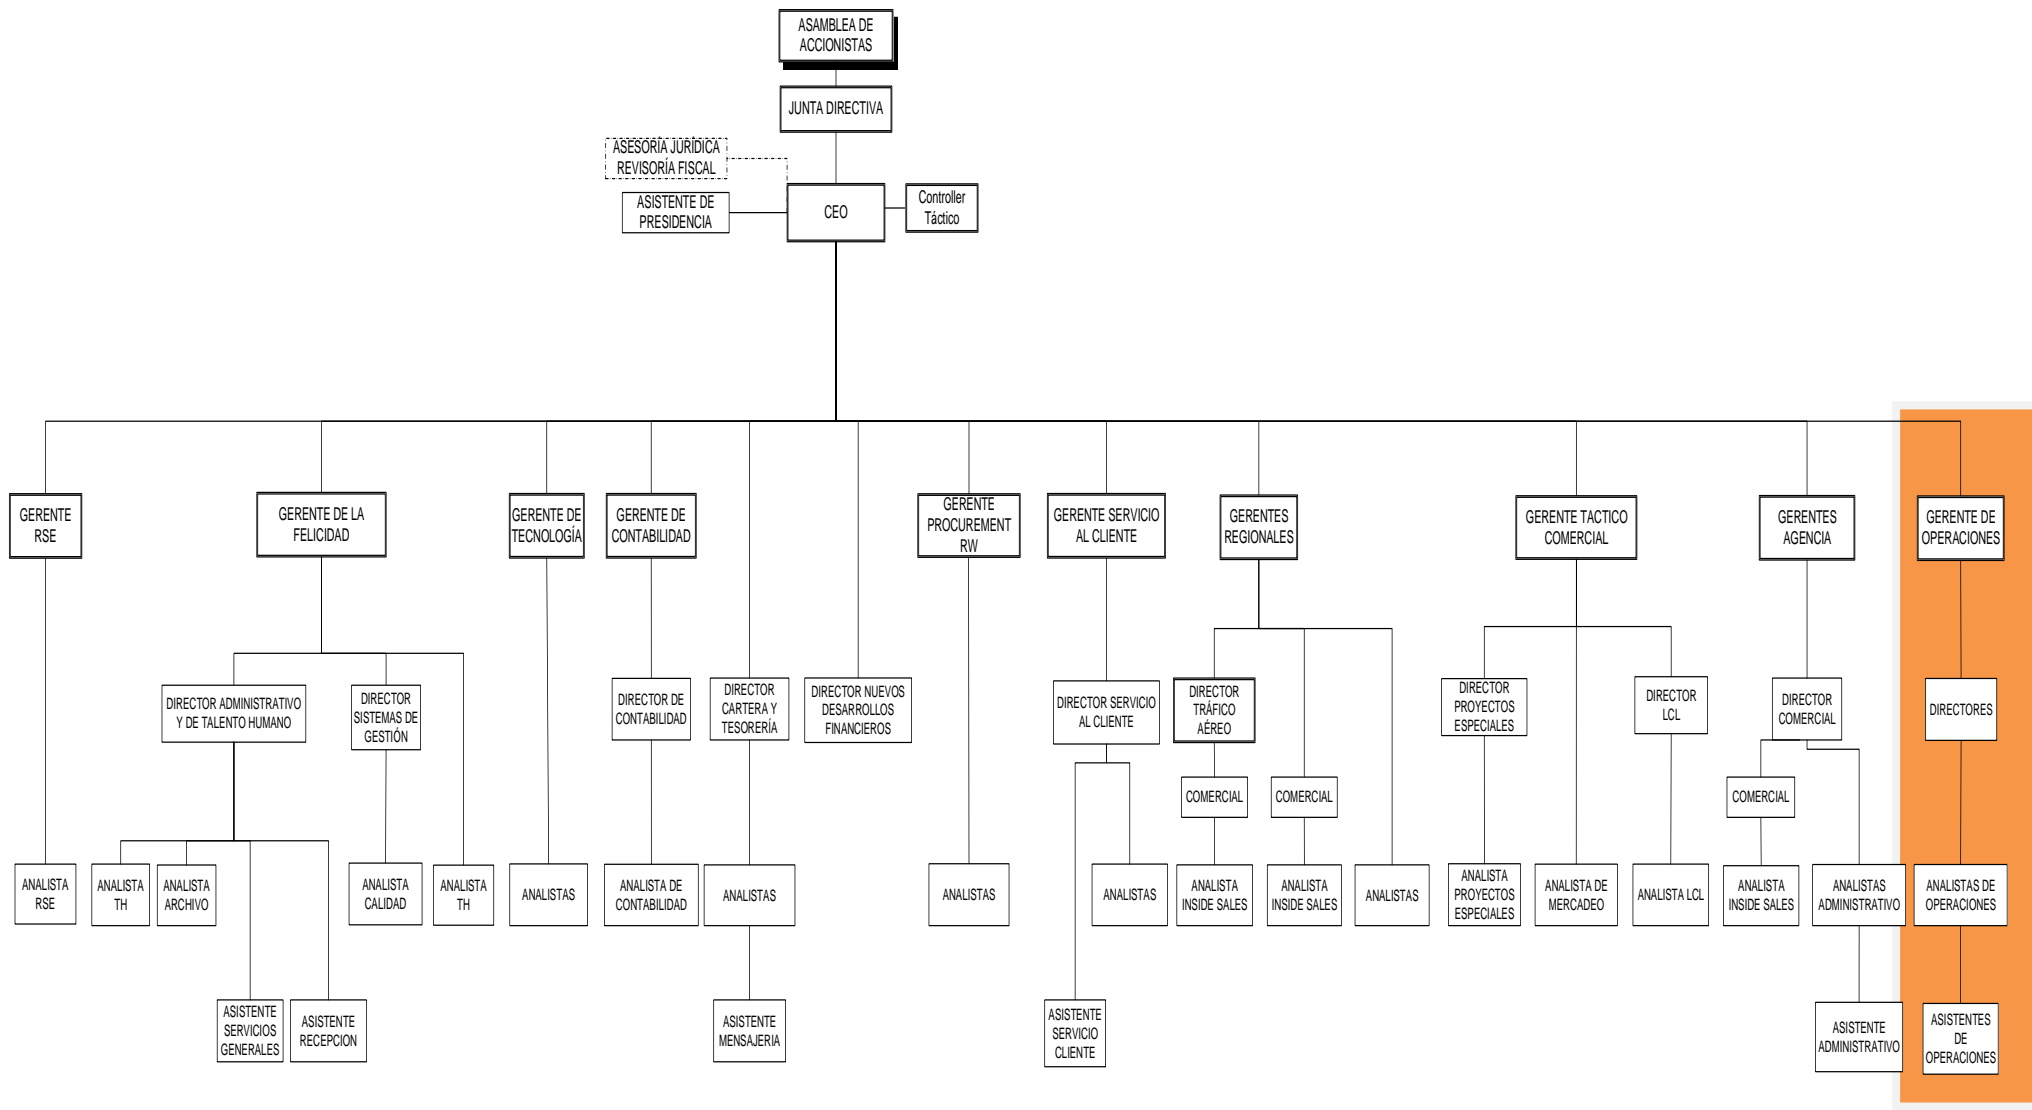 ASAMBLEA DE
ACCIONISTAS
JUNTA DIRECTIVA
ASESORÍA JURÍDICA
REVISORÍA FISCAL
ASISTENTE DE
PRESIDENCIA
CEO
Controller
Táctico
GERENTE
RSE
GERENTE DE LA
FELICIDAD
GERENTE DE
TECNOLOGÍA
GERENTE DE
CONTABILIDAD
GERENTE
PROCUREMENT
RW
GERENTE SERVICIO
AL CLIENTE
GERENTES
REGIONALES
GERENTE TACTICO
COMERCIAL
GERENTES
AGENCIA
GERENTE DE
OPERACIONES
DIRECTOR ADMINISTRATIVO
Y DE TALENTO HUMANO
DIRECTOR
SISTEMAS DE
GESTIÓN
DIRECTOR DE
CONTABILIDAD
DIRECTOR
CARTERA Y
TESORERÍA
DIRECTOR NUEVOS
DESARROLLOS
FINANCIEROS
DIRECTOR SERVICIO
AL CLIENTE
DIRECTOR
TRÁFICO
AÉREO
DIRECTOR
PROYECTOS
ESPECIALES
DIRECTOR
LCL
DIRECTOR
COMERCIAL
DIRECTORES
COMERCIAL
COMERCIAL
COMERCIAL
ANALISTA
RSE
ANALISTA
TH
ANALISTA
ARCHIVO
ANALISTA
CALIDAD
ANALISTA
TH
ANALISTAS
ANALISTA DE
CONTABILIDAD
ANALISTAS
ANALISTAS
ANALISTAS
ANALISTA
INSIDE SALES
ANALISTA
INSIDE SALES
ANALISTAS
ANALISTA
PROYECTOS
ESPECIALES
ANALISTA DE
MERCADEO
ANALISTA LCL
ANALISTA
INSIDE SALES
ANALISTAS
ADMINISTRATIVO
ANALISTAS DE
OPERACIONES
ASISTENTE
SERVICIOS
GENERALES
ASISTENTE
RECEPCION
ASISTENTE
MENSAJERIA
ASISTENTE
SERVICIO
CLIENTE
ASISTENTE
ADMINISTRATIVO
ASISTENTES
DE
OPERACIONES